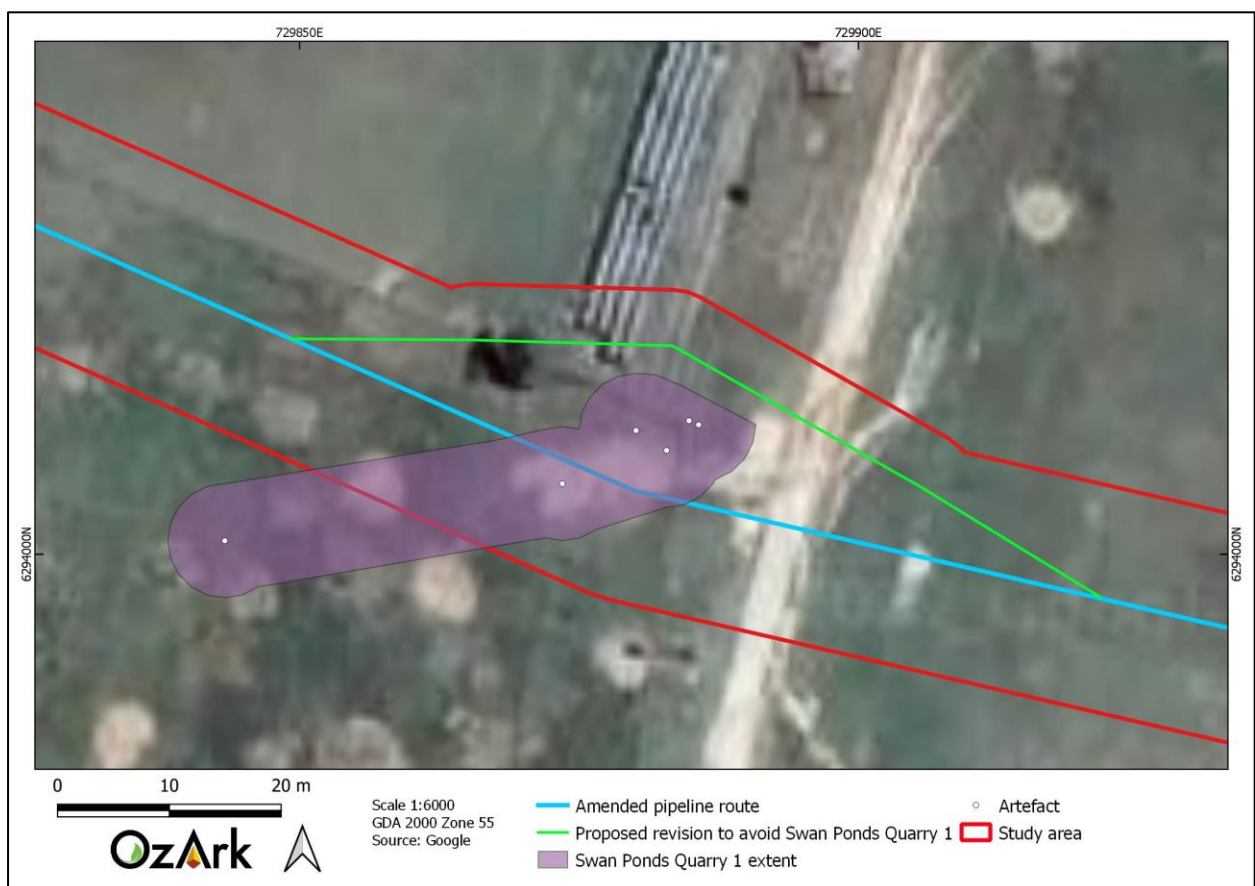 729850E
729900E
6294000N
6294000N
0 10 20 m
OzArk
Scale 1:6000
GDA 2000 Zone 55
Source: Google
Amended pipeline route
Proposed revision to avoid Swan Ponds Quarry 1
Swan Ponds Quarry 1 extent
Artefact
Study area